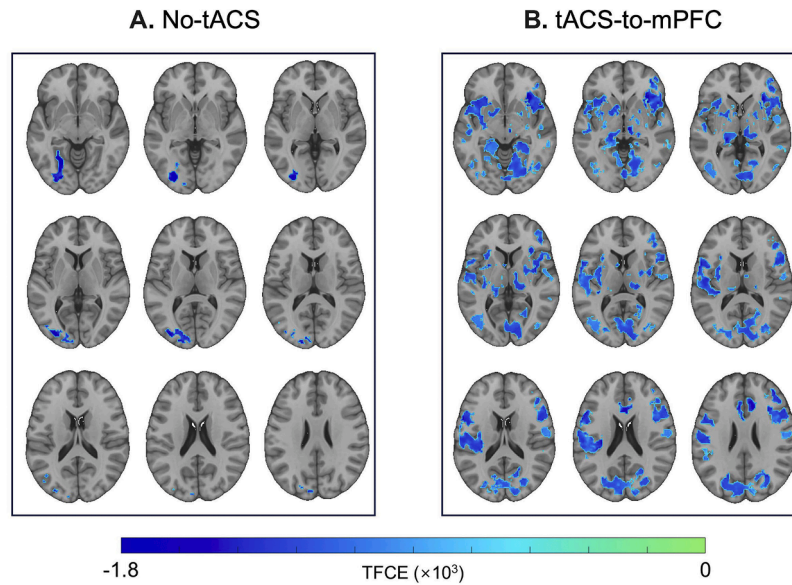 A. No-tACS
B. tACS-to-mPFC
-1.8
TFCE (×10³)
0